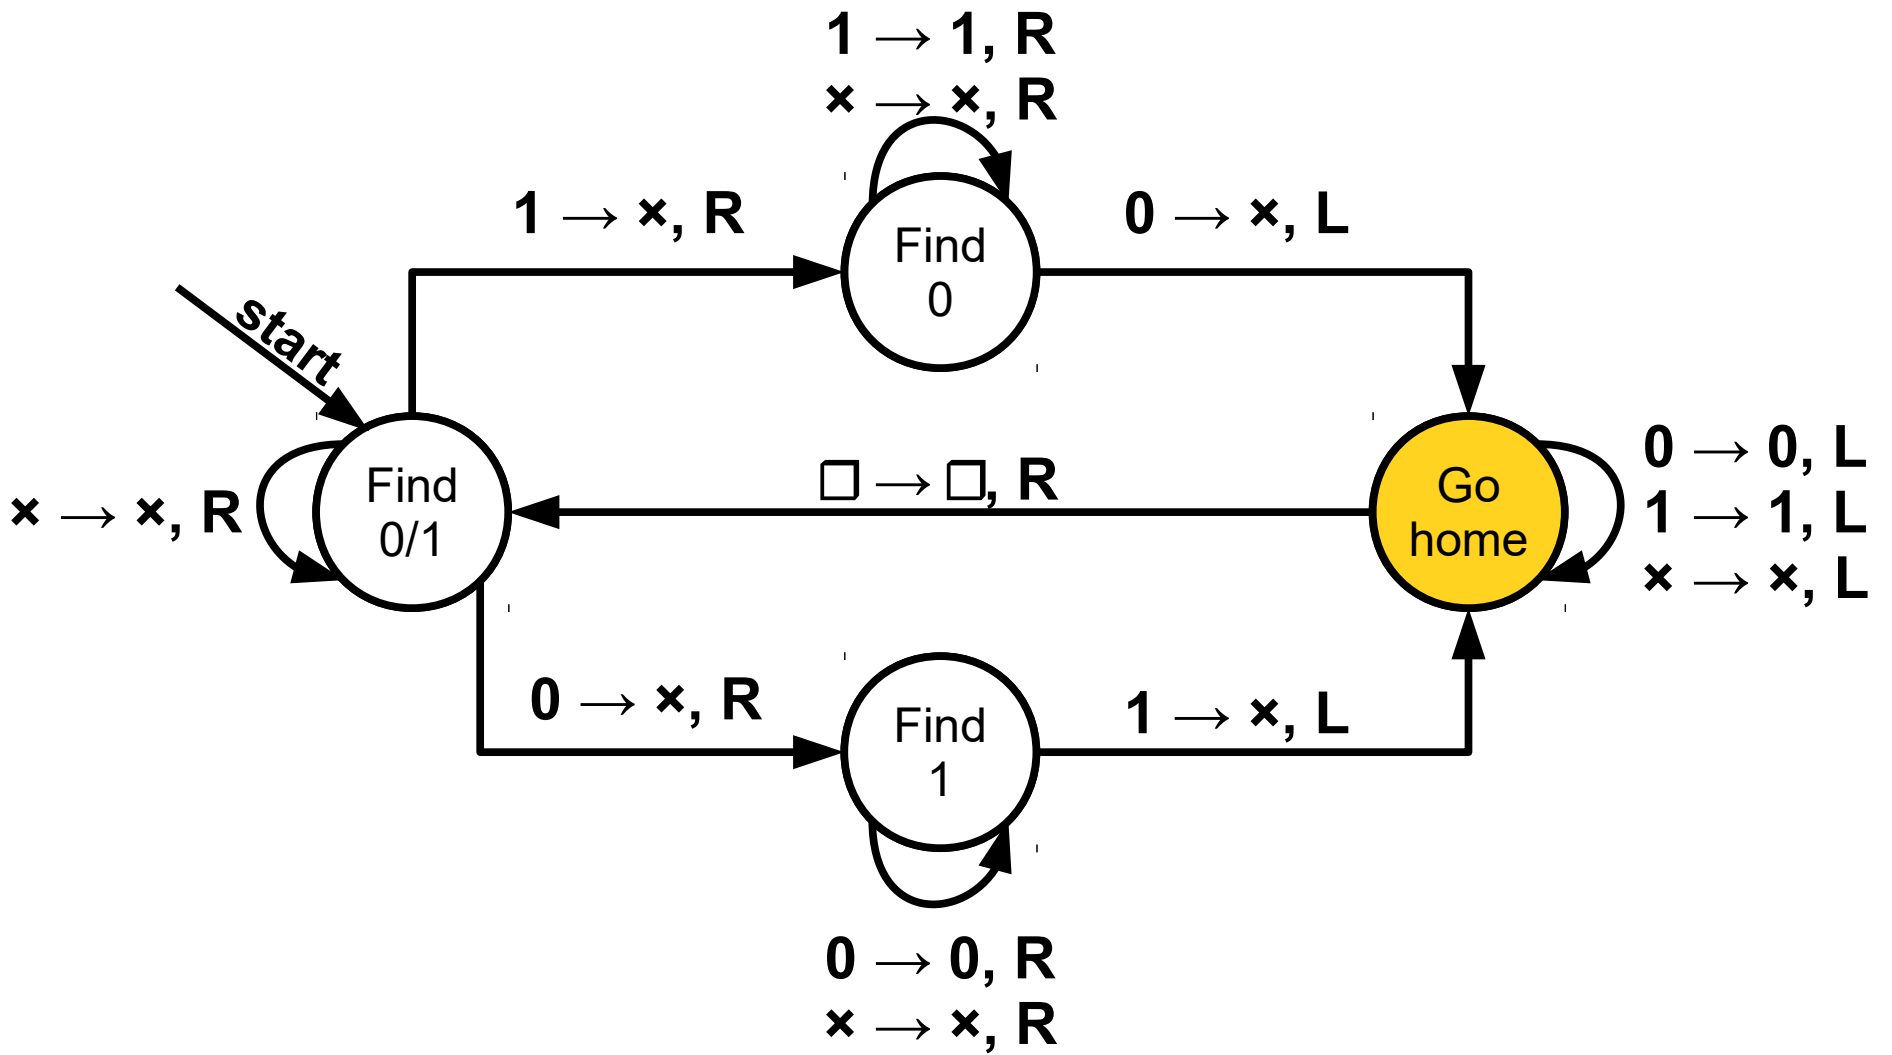 1 → 1, R
× → ×, R
1 → ×, R
Find
0
0 → ×, L
start
Find
0/1
× → ×, R
☐ → ☐, R
Go
home
0 → 0, L
1 → 1, L
× → ×, L
0 → ×, R
Find
1
1 → ×, L
0 → 0, R
× → ×, R